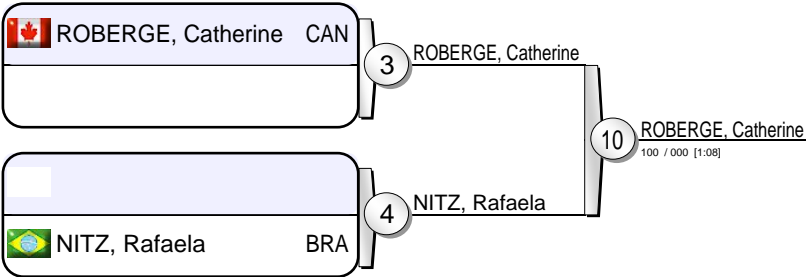 ROBERGE, Catherine CAN
3
ROBERGE, Catherine
10
ROBERGE, Catherine
100 / 000 [1:08]
4
NITZ, Rafaela
NITZ, Rafaela BRA